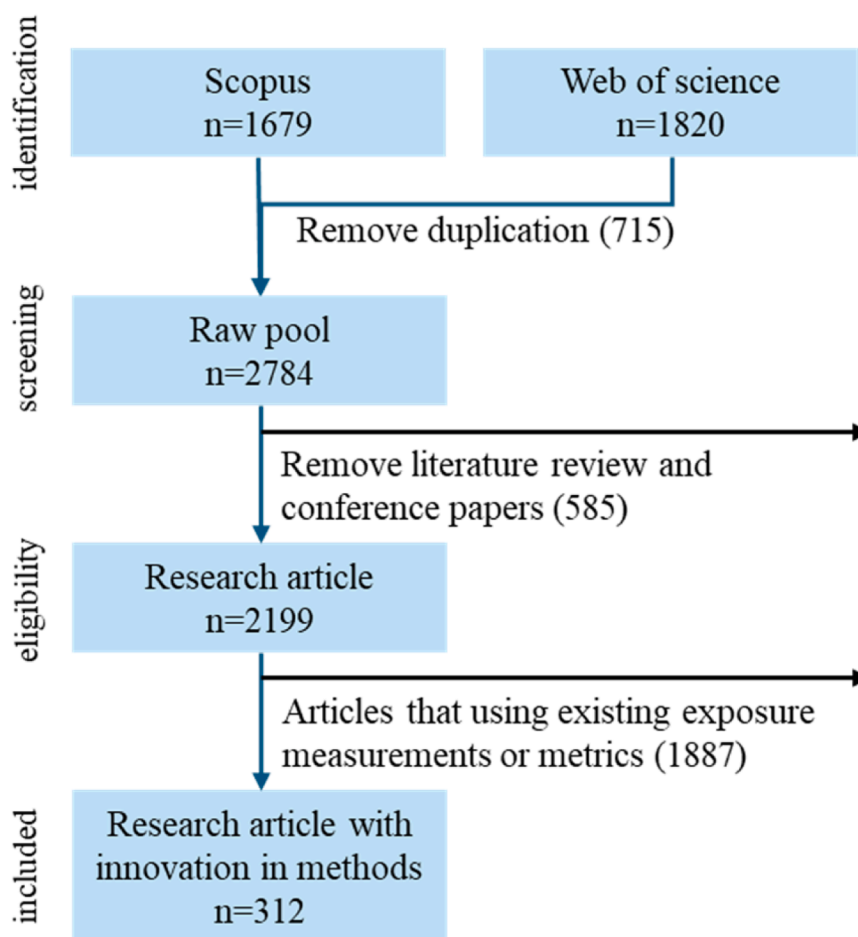 identification
Scopus
n=1679
Web of science
n=1820
Remove duplication (715)
screening
Raw pool
n=2784
Remove literature review and
conference papers (585)
eligibility
Research article
n=2199
Articles that using existing exposure
measurements or metrics (1887)
included
Research article with
innovation in methods
n=312